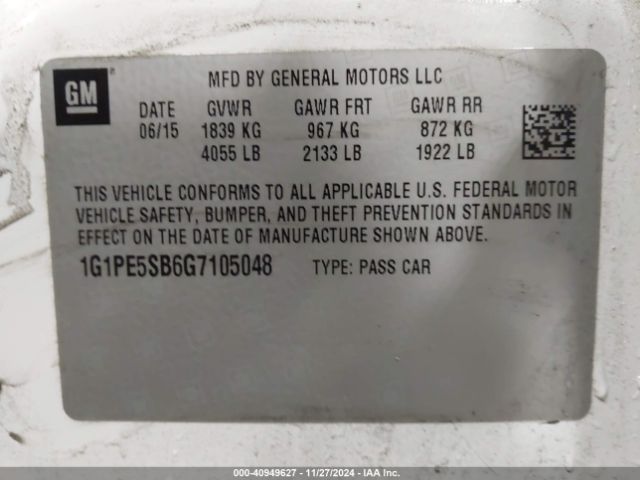 GM
MFD BY GENERAL MOTORS LLC
DATE GVWR GAWR FRT GAWR RR
06/15 1839 KG 967 KG 872 KG
4055 LB 2133 LB 1922 LB
THIS VEHICLE CONFORMS TO ALL APPLICABLE U.S. FEDERAL MOTOR
VEHICLE SAFETY, BUMPER, AND THEFT PREVENTION STANDARDS IN
EFFECT ON THE DATE OF MANUFACTURE SHOWN ABOVE.
1G1PE5SB6G7105048 TYPE: PASS CAR
000-40949627 - 11/27/2024 - IAA Inc.